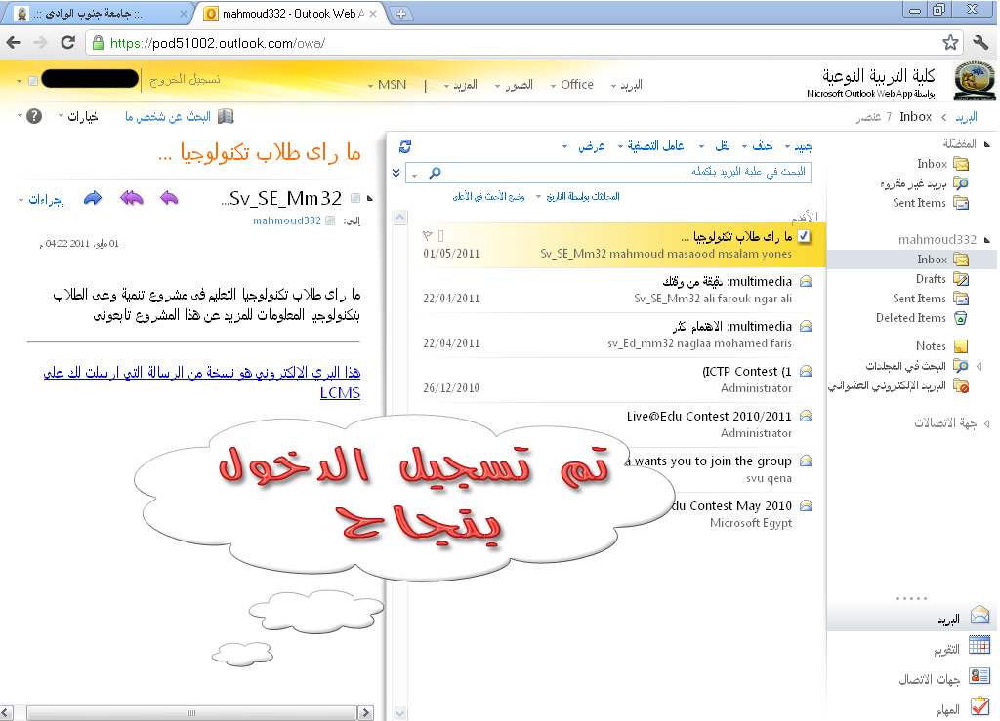 .:: جامعة جنوب الوادى ::.
mahmoud332 - Outlook Web A
https://pod51002.outlook.com/owa/
كلية التربية النوعية
بواسطة Microsoft Outlook Web App
البريد
Office
الصور
المزيد
|
MSN
تسجيل الخروج
البريد > Inbox 7 عنصر
البحث عن شخص ما
خيارات
المفضّلة
Inbox
بريد غير مقروء
Sent Items
mahmoud332
Inbox
Drafts
Sent Items
Deleted Items
Notes
البحث في المجلدات
البريد الإلكتروني العشوائي
جهة الاتصالات
البريد
التقويم
جهات الاتصال
المهام
جديد حذف نقل عامل التصفية عرض
البحث في علبة البريد بأكمله
المحادثات بواسطة التاريخ وضع الأحدث في الأعلى
الأقدم
ما راى طلاب تكنولوجيا ...
Sv_SE_Mm32 mahmoud masaood msalam yones
01/05/2011
multimedia: دقيقة من وقتك
Sv_SE_Mm32 ali farouk ngar ali
22/04/2011
multimedia: الاهتمام اكثر
sv_Ed_mm32 naglaa mohamed faris
22/04/2011
(ICTP Contest (1
Administrator
26/12/2010
Live@Edu Contest 2010/2011
Administrator
a wants you to join the group
svu qena
du Contest May 2010
Microsoft Egypt
ما راى طلاب تكنولوجيا ...
Sv_SE_Mm32...
إجراءات
إلى: mahmoud332
01 مايو، 2011 04:22 م
ما راى طلاب تكنولوجيا التعليم فى مشروع تنمية وعى الطلاب
بتكنولوجيا المعلومات للمزيد عن هذا المشروع تابعونى
هذا البري الإلكتروني هو نسخة من الرسالة التي ارسلت لك على
LCMS
تم تسجيل الدخول
بنجاح